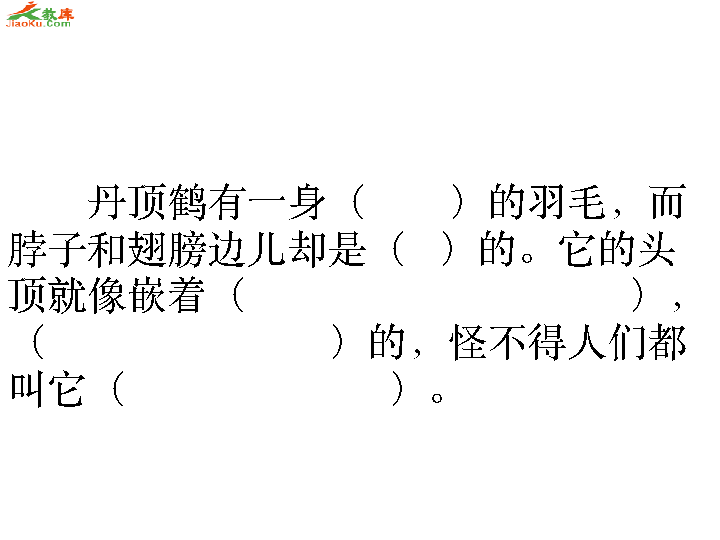 教库
JiaoKu.Com
丹顶鹤有一身（　　）的羽毛，而
脖子和翅膀边儿却是（　）的。它的头
顶就像嵌着（　　　　　　　　　），
（　　　　　　　）的，怪不得人们都
叫它（　　　　　　　）。